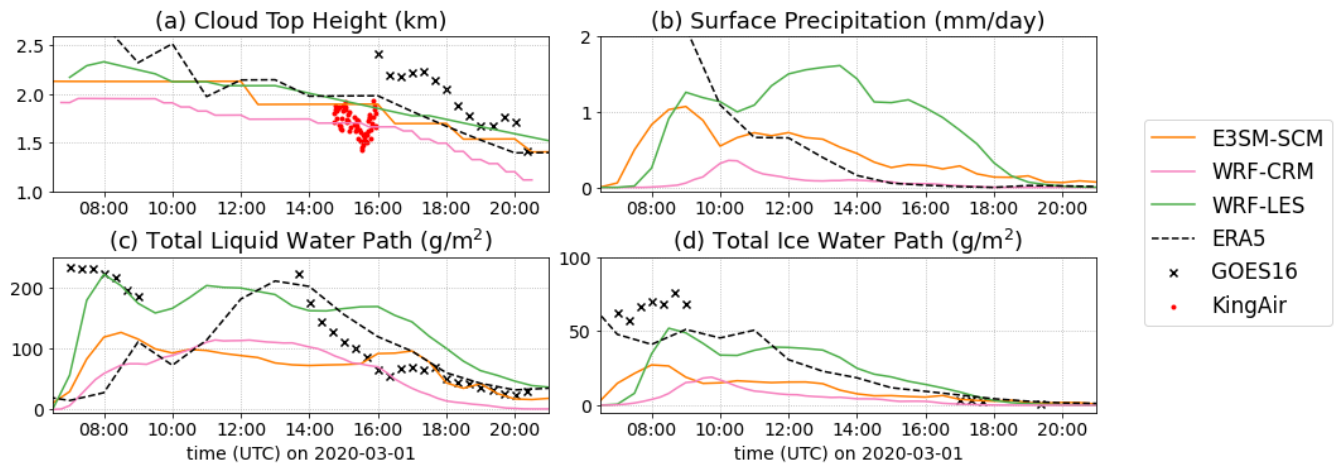 (a) Cloud Top Height (km)
2.5
2.0
1.5
1.0
08:00 10:00 12:00 14:00 16:00 18:00 20:00
(b) Surface Precipitation (mm/day)
2
1
0
08:00 10:00 12:00 14:00 16:00 18:00 20:00
(c) Total Liquid Water Path (g/m²)
200
100
0
08:00 10:00 12:00 14:00 16:00 18:00 20:00
time (UTC) on 2020-03-01
(d) Total Ice Water Path (g/m²)
100
50
0
08:00 10:00 12:00 14:00 16:00 18:00 20:00
time (UTC) on 2020-03-01
E3SM-SCM
WRF-CRM
WRF-LES
ERA5
GOES16
KingAir